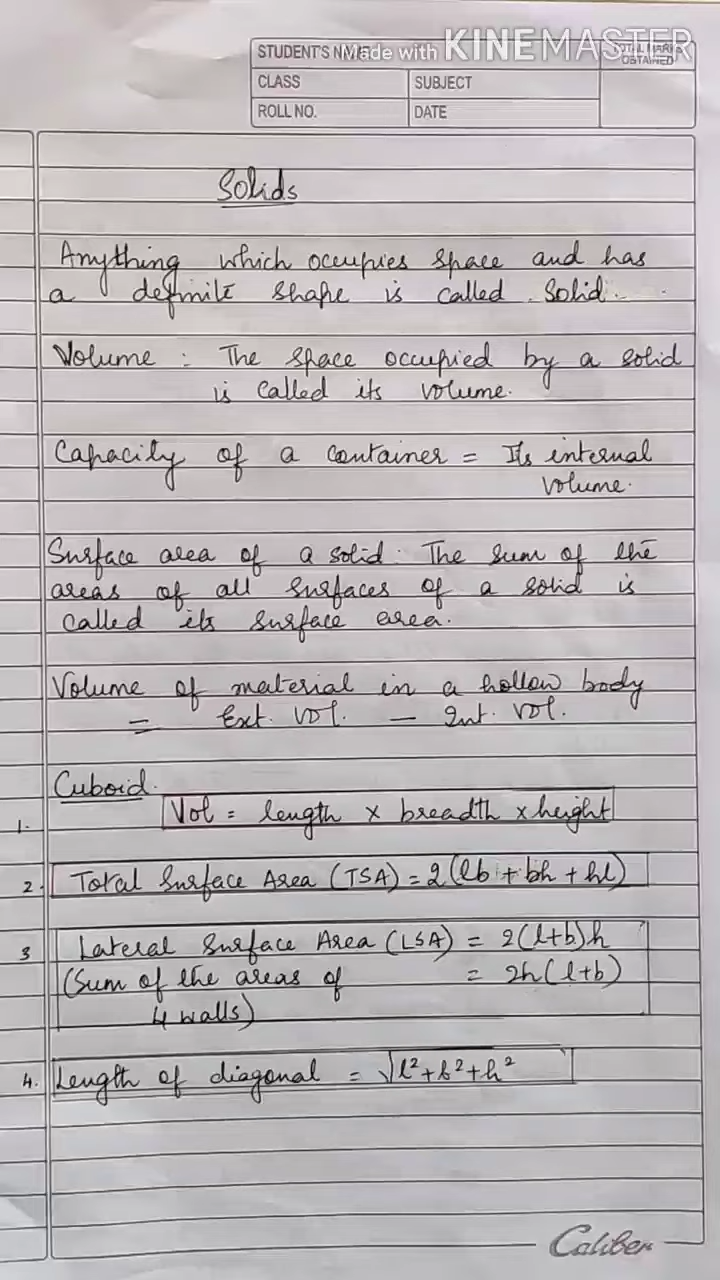 STUDENT'S NAME
Made with KINEMASTER
TOTAL MARKS
OBTAINED
CLASS
SUBJECT
ROLL NO.
DATE
Solids
Anything which occupies space and has
a definite shape is called solid.
Volume : The space occupied by a solid
is called its volume.
Capacity of a container = Its internal
volume.
Surface area of a solid : The sum of the
areas of all surfaces of a solid is
called its surface area.
Volume of material in a hollow body
= Ext. vol. – Int. vol.
Cuboid.
1. Vol = length × breadth × height
2. Total Surface Area (TSA) = 2(lb + bh + hl)
3 Lateral Surface Area (LSA) = 2(l+b)h
(Sum of the areas of = 2h(l+b)
4 walls)
4. Length of diagonal = √l²+b²+h²
Caliber